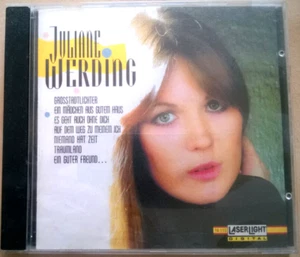 JULIANE
WERDING
GROSSTADTLICHTER
EIN MÄDCHEN AUS GUTEM HAUS
ES GEHT AUCH OHNE DICH
AUF DEM WEG ZU MEINEM ICH
NIEMAND HAT ZEIT
TRAUMLAND
EIN GUTER FREUND...
LASERLIGHT
DIGITAL